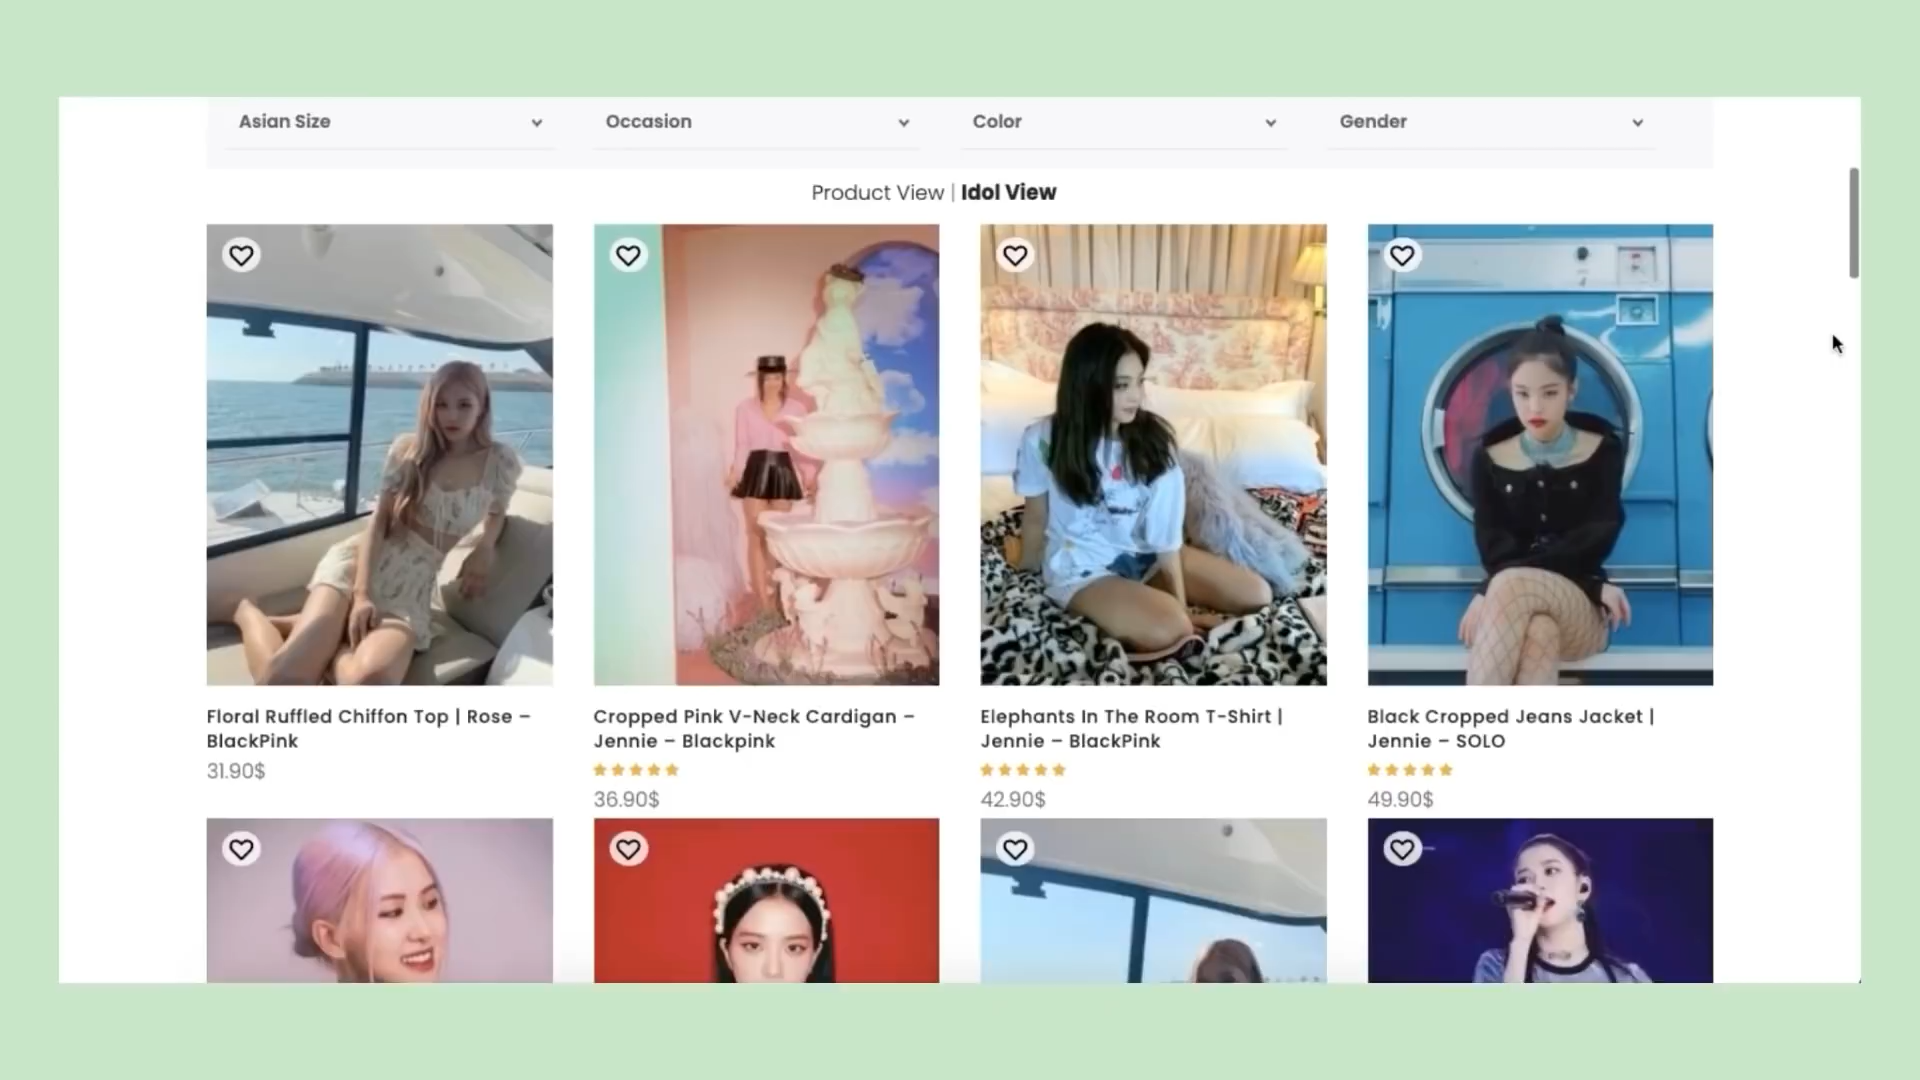 Asian Size
Occasion
Color
Gender
Product View | Idol View
Floral Ruffled Chiffon Top | Rose –
BlackPink
31.90$
Cropped Pink V-Neck Cardigan –
Jennie – Blackpink
36.90$
Elephants In The Room T-Shirt |
Jennie – BlackPink
42.90$
Black Cropped Jeans Jacket |
Jennie – SOLO
49.90$